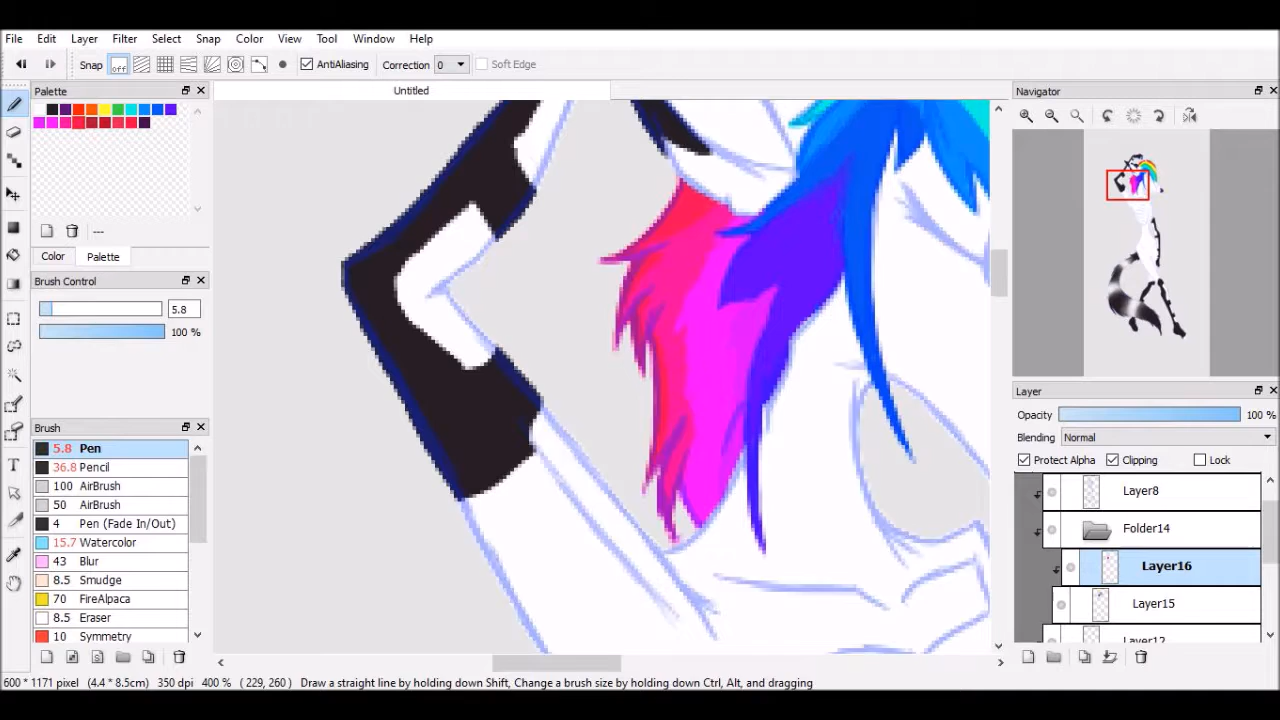 File Edit Layer Filter Select Snap Color View Tool Window Help
Snap off AntiAliasing Correction 0 Soft Edge
Palette
Untitled
Navigator
---
Color Palette
Brush Control
5.8
100 %
Brush
5.8 Pen
36.8 Pencil
100 AirBrush
50 AirBrush
4 Pen (Fade In/Out)
15.7 Watercolor
43 Blur
8.5 Smudge
70 FireAlpaca
8.5 Eraser
10 Symmetry
Layer
Opacity 100 %
Blending Normal
Protect Alpha Clipping Lock
Layer8
Folder14
Layer16
Layer15
Layer12
600 * 1171 pixel (4.4 * 8.5cm) 350 dpi 400 % ( 229, 260 ) Draw a straight line by holding down Shift, Change a brush size by holding down Ctrl, Alt, and dragging